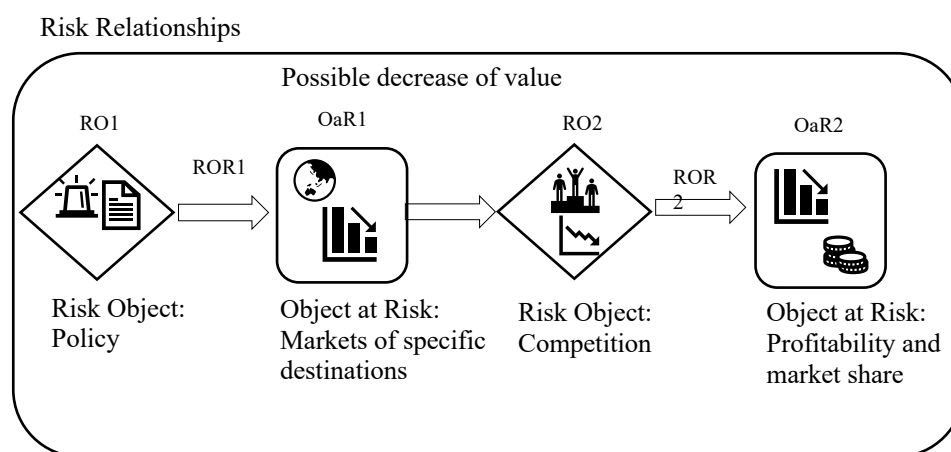 Risk Relationships
Possible decrease of value
RO1
ROR1
OaR1
RO2
ROR
2
OaR2
Risk Object:
Policy
Object at Risk:
Markets of specific
destinations
Risk Object:
Competition
Object at Risk:
Profitability and
market share